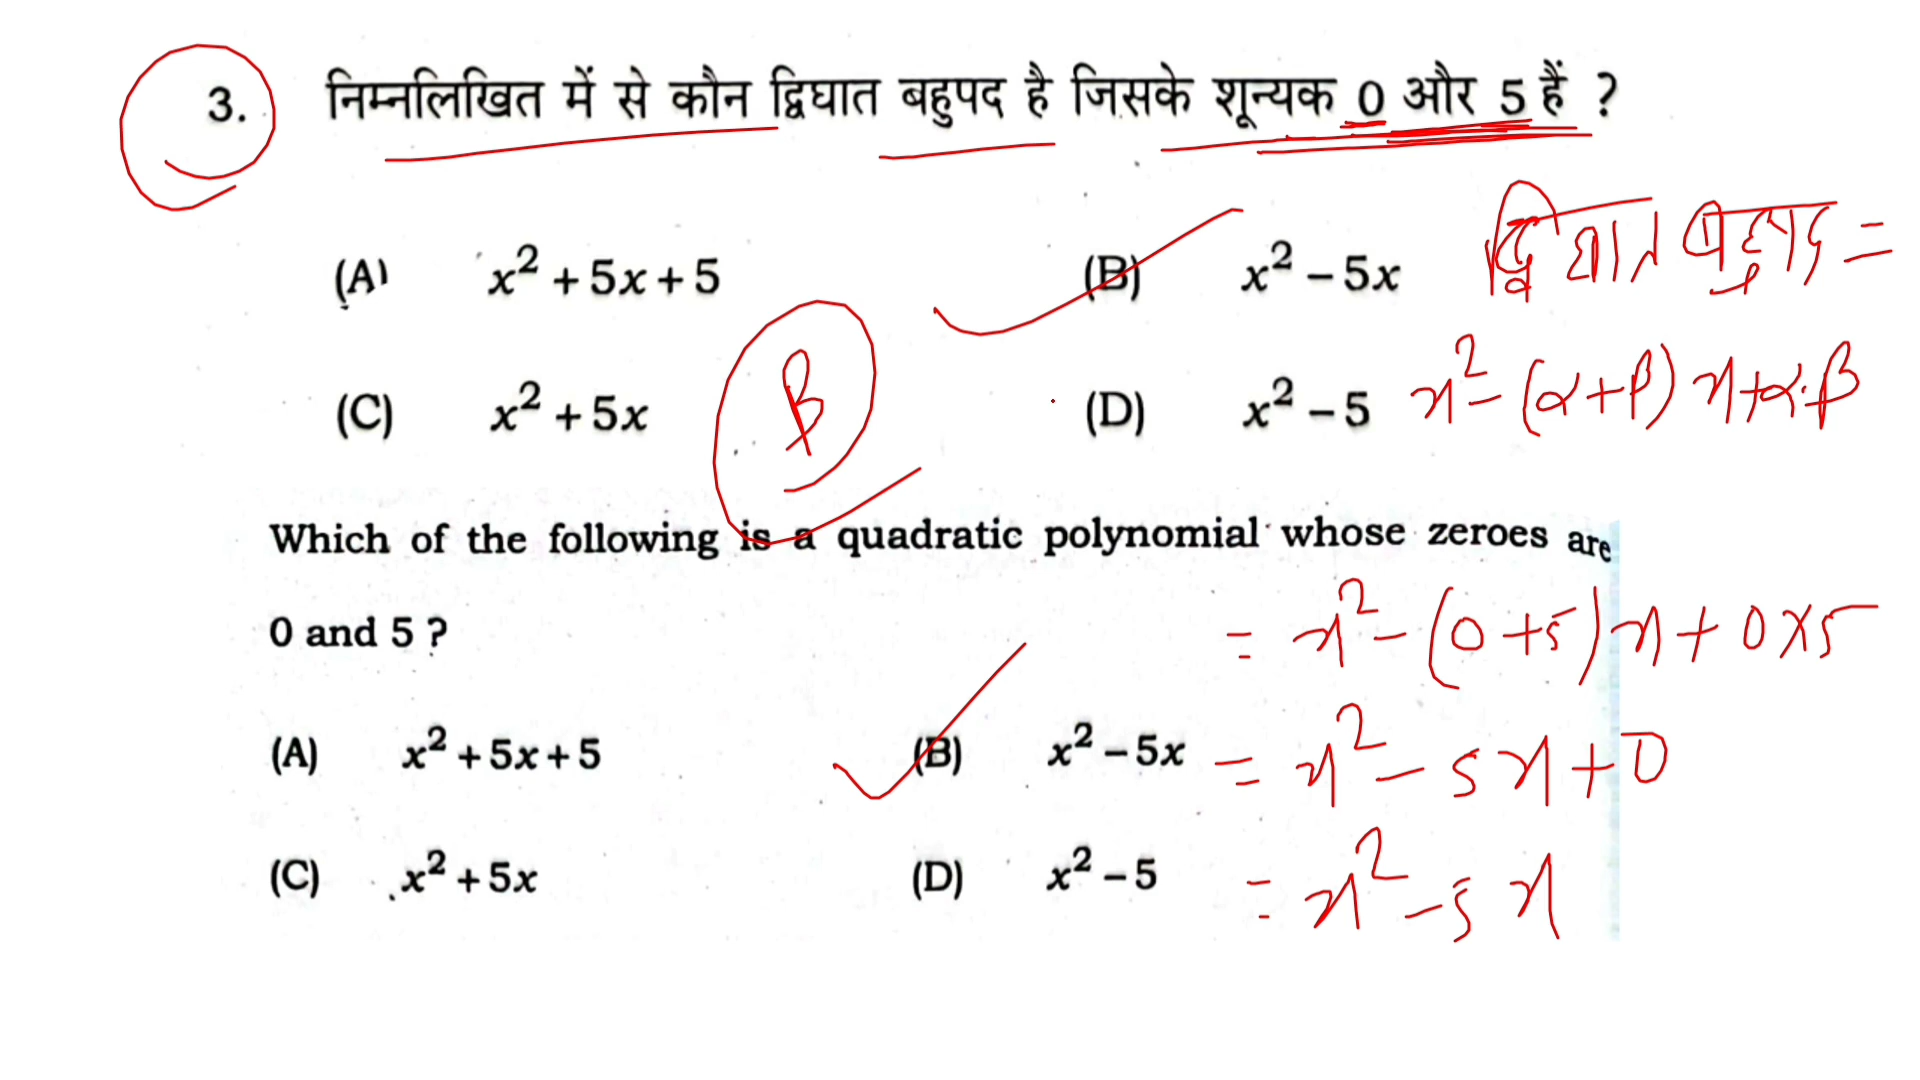 3. निम्नलिखित में से कौन द्विघात बहुपद है जिसके शून्यक 0 और 5 हैं ?
(A) x² + 5x + 5 (B) x² – 5x
द्विघात बहुपद =
(C) x² + 5x (D) x² – 5
x² – (α+β) x + α.β
B
Which of the following is a quadratic polynomial whose zeroes are
0 and 5 ?
= x² – (0+5) x + 0×5
(A) x² + 5x + 5 (B) x² – 5x
= x² – 5x + 0
(C) x² + 5x (D) x² – 5
= x² – 5x